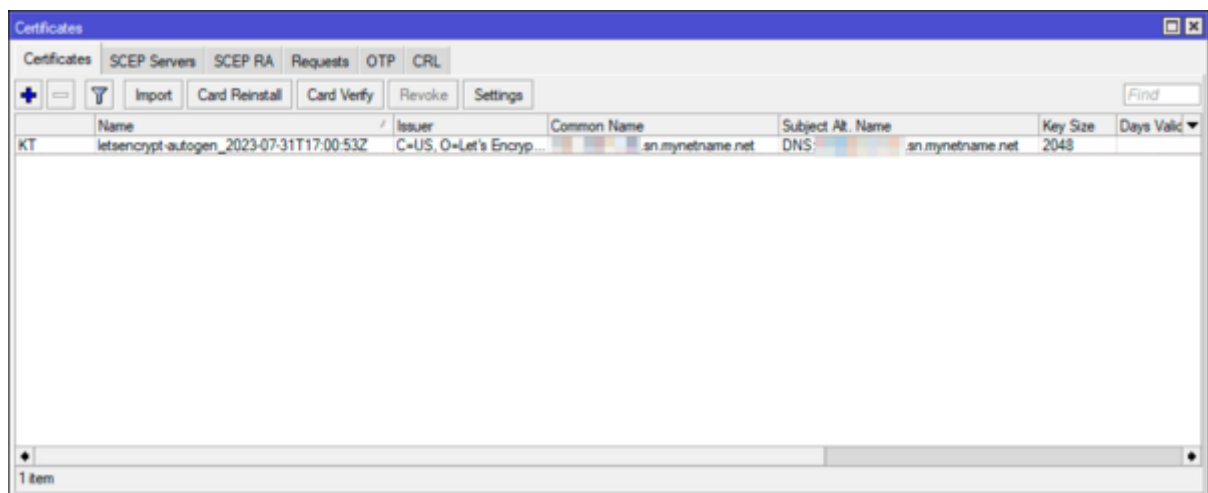 Certificates
Certificates SCEP Servers SCEP RA Requests OTP CRL
Import Card Reinstall Card Verify Revoke Settings Find
Name Issuer Common Name Subject Alt. Name Key Size Days Valid
KT letsencrypt-autogen_2023-07-31T17:00:53Z C=US, O=Let's Encryp... .sn.mynetname.net DNS: .sn.mynetname.net 2048
1 item